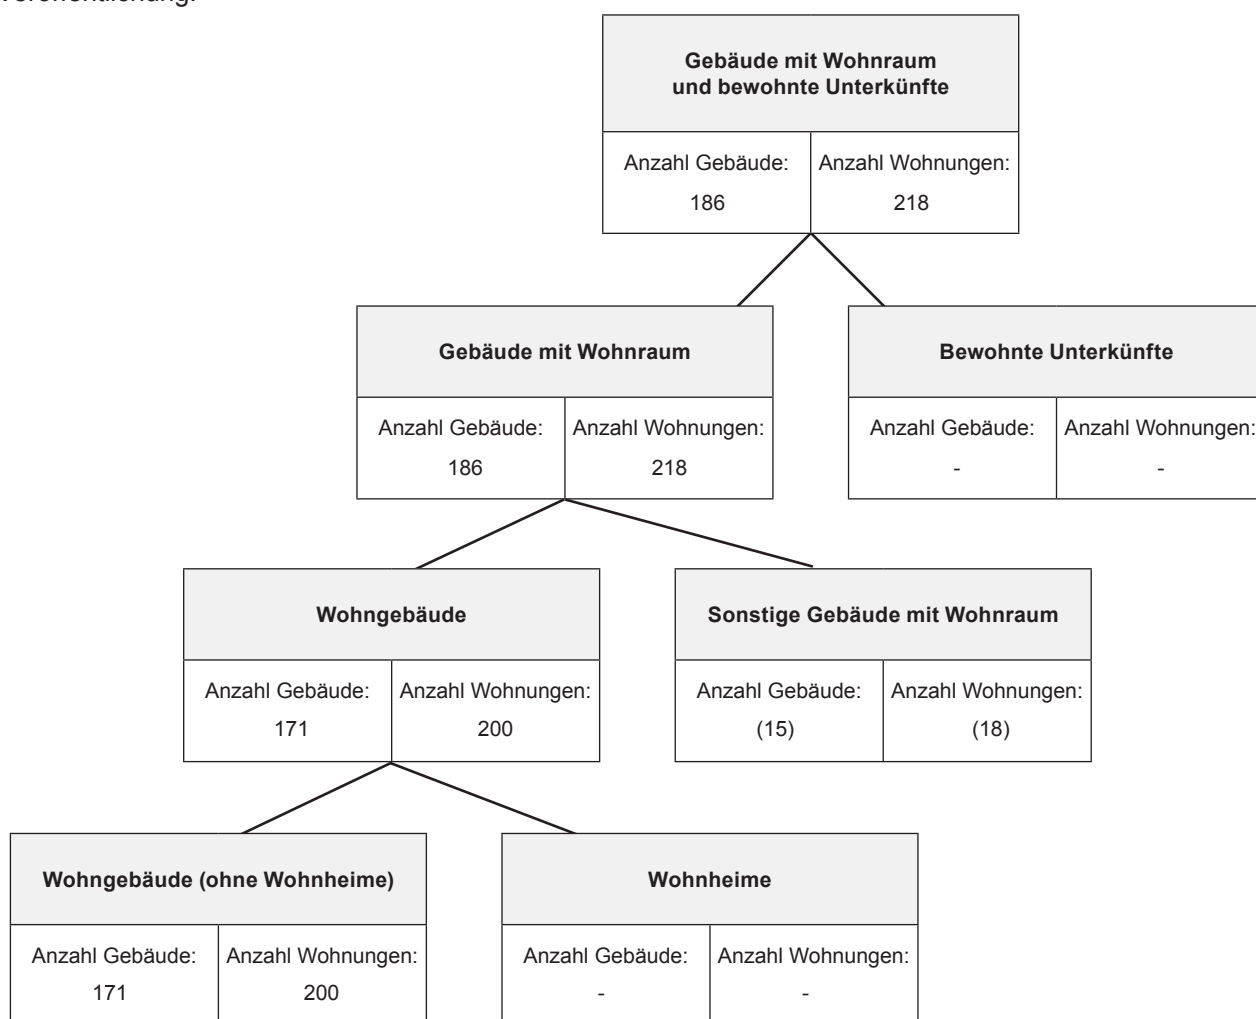 Veröffentlichung.
Gebäude mit Wohnraum
und bewohnte Unterkünfte
Anzahl Gebäude: Anzahl Wohnungen:
186 218
Gebäude mit Wohnraum Bewohnte Unterkünfte
Anzahl Gebäude: Anzahl Wohnungen: Anzahl Gebäude: Anzahl Wohnungen:
186 218 - -
Wohngebäude Sonstige Gebäude mit Wohnraum
Anzahl Gebäude: Anzahl Wohnungen: Anzahl Gebäude: Anzahl Wohnungen:
171 200 (15) (18)
Wohngebäude (ohne Wohnheime) Wohnheime
Anzahl Gebäude: Anzahl Wohnungen: Anzahl Gebäude: Anzahl Wohnungen:
171 200 - -